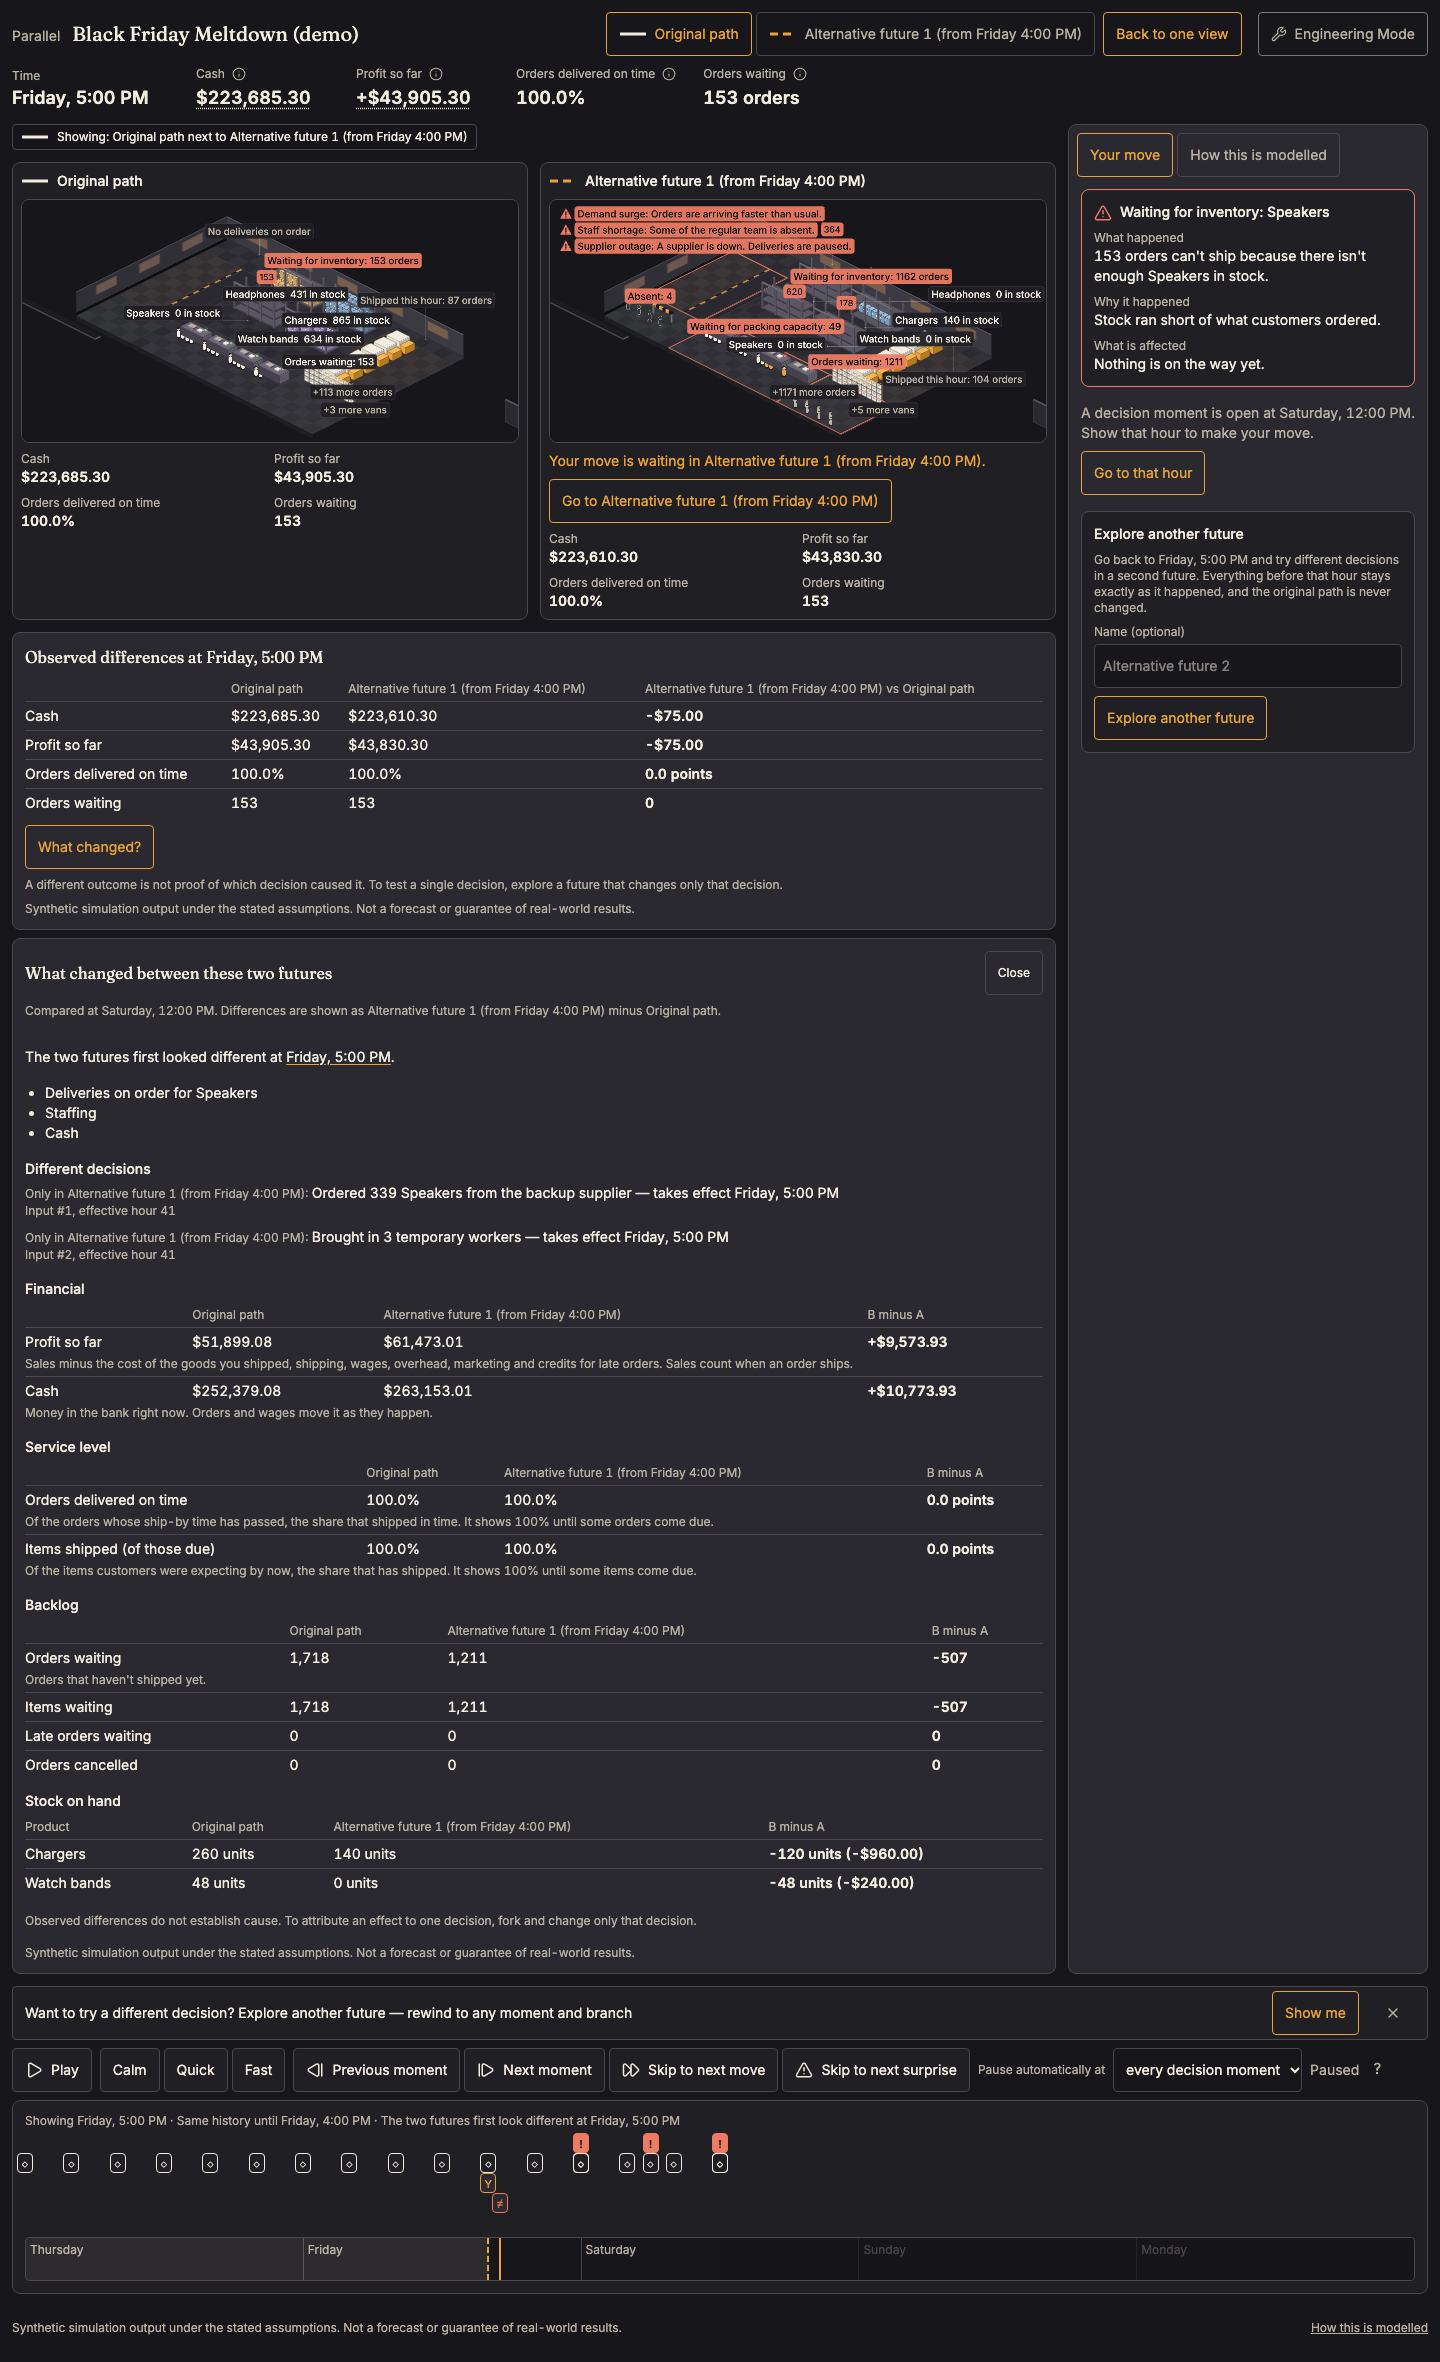 Parallel Black Friday Meltdown (demo)
Original path
Alternative future 1 (from Friday 4:00 PM)
Back to one view
Engineering Mode
Time
Friday, 5:00 PM
Cash
$223,685.30
Profit so far
+$43,905.30
Orders delivered on time
100.0%
Orders waiting
153 orders
Showing: Original path next to Alternative future 1 (from Friday 4:00 PM)
Original path
No deliveries on order
Waiting for inventory: 153 orders
153
Headphones 431 in stock
Shipped this hour: 87 orders
Speakers 0 in stock
Chargers 865 in stock
Watch bands 634 in stock
Orders waiting: 153
+113 more orders
+3 more vans
Cash
$223,685.30
Profit so far
$43,905.30
Orders delivered on time
100.0%
Orders waiting
153
Alternative future 1 (from Friday 4:00 PM)
Demand surge: Orders are arriving faster than usual.
Staff shortage: Some of the regular team is absent.
364
Supplier outage: A supplier is down. Deliveries are paused.
Waiting for inventory: 1162 orders
620
Absent: 4
178
Headphones 0 in stock
Waiting for packing capacity: 49
Chargers 140 in stock
Speakers 0 in stock
Watch bands 0 in stock
Orders waiting: 1211
Shipped this hour: 104 orders
+1171 more orders
+5 more vans
Your move is waiting in Alternative future 1 (from Friday 4:00 PM).
Go to Alternative future 1 (from Friday 4:00 PM)
Cash
$223,610.30
Profit so far
$43,830.30
Orders delivered on time
100.0%
Orders waiting
153
Your move
How this is modelled
Waiting for inventory: Speakers
What happened
153 orders can't ship because there isn't
enough Speakers in stock.
Why it happened
Stock ran short of what customers ordered.
What is affected
Nothing is on the way yet.
A decision moment is open at Saturday, 12:00 PM.
Show that hour to make your move.
Go to that hour
Explore another future
Go back to Friday, 5:00 PM and try different decisions
in a second future. Everything before that hour stays
exactly as it happened, and the original path is never
changed.
Name (optional)
Alternative future 2
Explore another future
Observed differences at Friday, 5:00 PM
Original path Alternative future 1 (from Friday 4:00 PM) Alternative future 1 (from Friday 4:00 PM) vs Original path
Cash $223,685.30 $223,610.30 -$75.00
Profit so far $43,905.30 $43,830.30 -$75.00
Orders delivered on time 100.0% 100.0% 0.0 points
Orders waiting 153 153 0
What changed?
A different outcome is not proof of which decision caused it. To test a single decision, explore a future that changes only that decision.
Synthetic simulation output under the stated assumptions. Not a forecast or guarantee of real-world results.
What changed between these two futures
Close
Compared at Saturday, 12:00 PM. Differences are shown as Alternative future 1 (from Friday 4:00 PM) minus Original path.
The two futures first looked different at Friday, 5:00 PM.
• Deliveries on order for Speakers
• Staffing
• Cash
Different decisions
Only in Alternative future 1 (from Friday 4:00 PM): Ordered 339 Speakers from the backup supplier — takes effect Friday, 5:00 PM
Input #1, effective hour 41
Only in Alternative future 1 (from Friday 4:00 PM): Brought in 3 temporary workers — takes effect Friday, 5:00 PM
Input #2, effective hour 41
Financial
Original path Alternative future 1 (from Friday 4:00 PM) B minus A
Profit so far $51,899.08 $61,473.01 +$9,573.93
Sales minus the cost of the goods you shipped, shipping, wages, overhead, marketing and credits for late orders. Sales count when an order ships.
Cash $252,379.08 $263,153.01 +$10,773.93
Money in the bank right now. Orders and wages move it as they happen.
Service level
Original path Alternative future 1 (from Friday 4:00 PM) B minus A
Orders delivered on time 100.0% 100.0% 0.0 points
Of the orders whose ship-by time has passed, the share that shipped in time. It shows 100% until some orders come due.
Items shipped (of those due) 100.0% 100.0% 0.0 points
Of the items customers were expecting by now, the share that has shipped. It shows 100% until some items come due.
Backlog
Original path Alternative future 1 (from Friday 4:00 PM) B minus A
Orders waiting 1,718 1,211 -507
Orders that haven't shipped yet.
Items waiting 1,718 1,211 -507
Late orders waiting 0 0 0
Orders cancelled 0 0 0
Stock on hand
Product Original path Alternative future 1 (from Friday 4:00 PM) B minus A
Chargers 260 units 140 units -120 units (-$960.00)
Watch bands 48 units 0 units -48 units (-$240.00)
Observed differences do not establish cause. To attribute an effect to one decision, fork and change only that decision.
Synthetic simulation output under the stated assumptions. Not a forecast or guarantee of real-world results.
Want to try a different decision? Explore another future — rewind to any moment and branch
Show me
Play
Calm
Quick
Fast
Previous moment
Next moment
Skip to next move
Skip to next surprise
Pause automatically at
every decision moment
Paused
?
Showing Friday, 5:00 PM · Same history until Friday, 4:00 PM · The two futures first look different at Friday, 5:00 PM
! ! !
Y
≠
Thursday Friday Saturday Sunday Monday
Synthetic simulation output under the stated assumptions. Not a forecast or guarantee of real-world results.
How this is modelled